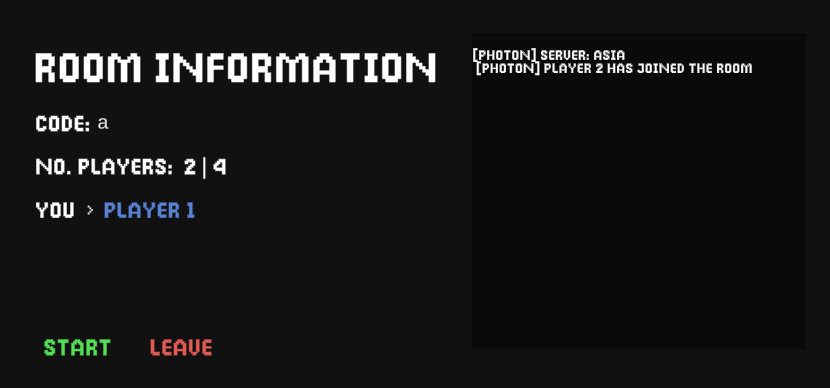 ROOM INFORMATION
CODE: a
NO. PLAYERS: 2|4
YOU > PLAYER 1
START LEAVE
[PHOTON] SERVER: ASIA
[PHOTON] PLAYER 2 HAS JOINED THE ROOM